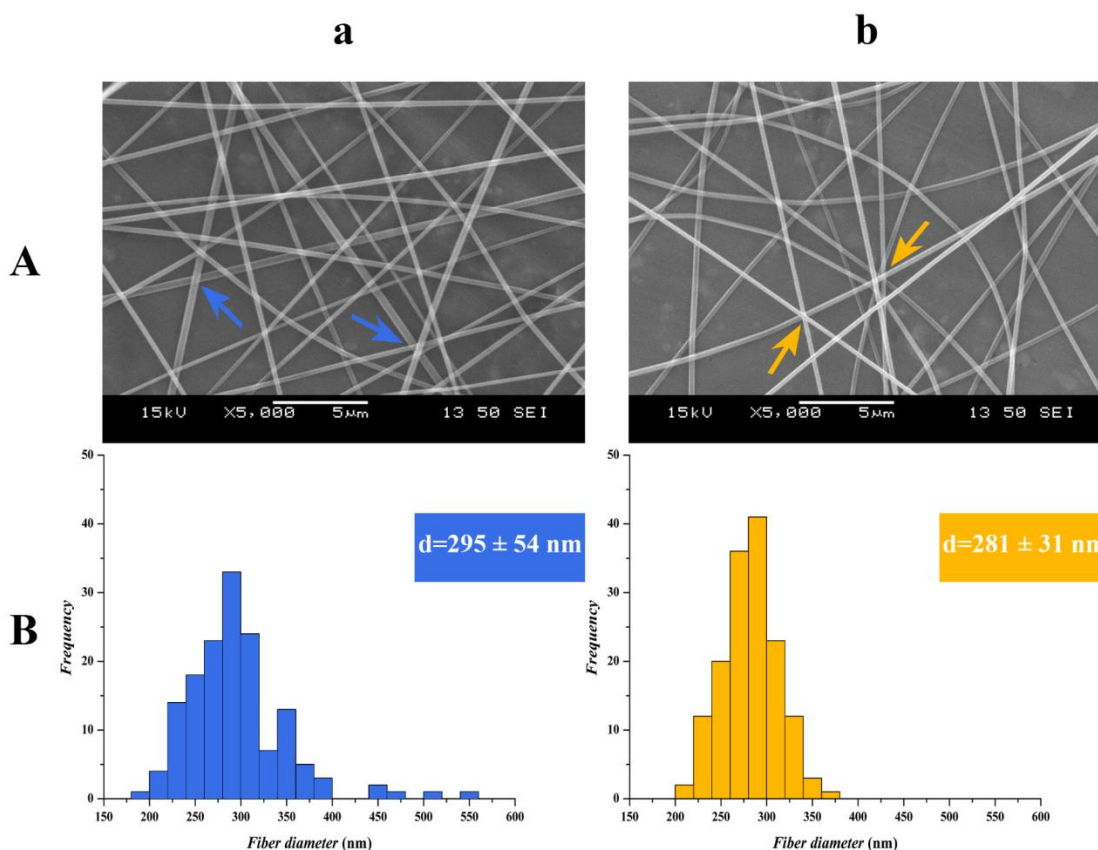 a
b
A
15kV X5,000 5µm 13 50 SEI
15kV X5,000 5µm 13 50 SEI
B
50
40
30
20
10
0
Frequency
d=295 ± 54 nm
150 200 250 300 350 400 450 500 550 600
Fiber diameter (nm)
50
40
30
20
10
0
Frequency
d=281 ± 31 nm
150 200 250 300 350 400 450 500 550 600
Fiber diameter (nm)